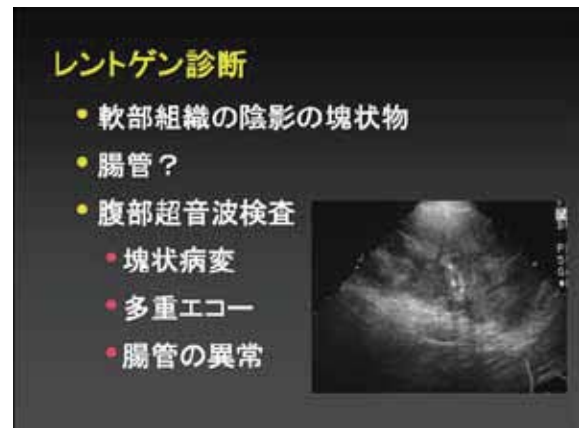 レントゲン診断
• 軟部組織の陰影の塊状物
• 腸管？
• 腹部超音波検査
• 塊状病変
• 多重エコー
• 腸管の異常